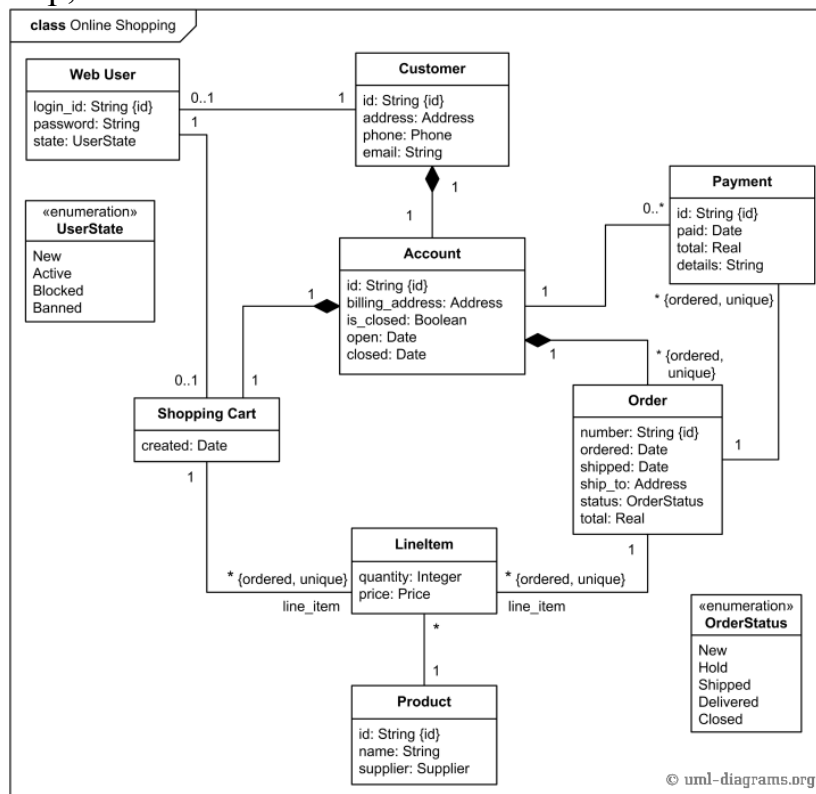 class Online Shopping
Web User
login_id: String {id}
password: String
state: UserState
0..1
1
1
Customer
id: String {id}
address: Address
phone: Phone
email: String
1
1
«enumeration»
UserState
New
Active
Blocked
Banned
Account
id: String {id}
billing_address: Address
is_closed: Boolean
open: Date
closed: Date
1
1
0..1
1
0..*
Payment
id: String {id}
paid: Date
total: Real
details: String
* {ordered, unique}
1
* {ordered,
unique}
1
Shopping Cart
created: Date
1
Order
number: String {id}
ordered: Date
shipped: Date
ship_to: Address
status: OrderStatus
total: Real
1
LineItem
quantity: Integer
price: Price
* {ordered, unique}
line_item
* {ordered, unique}
line_item
*
1
«enumeration»
OrderStatus
New
Hold
Shipped
Delivered
Closed
Product
id: String {id}
name: String
supplier: Supplier
© uml-diagrams.org